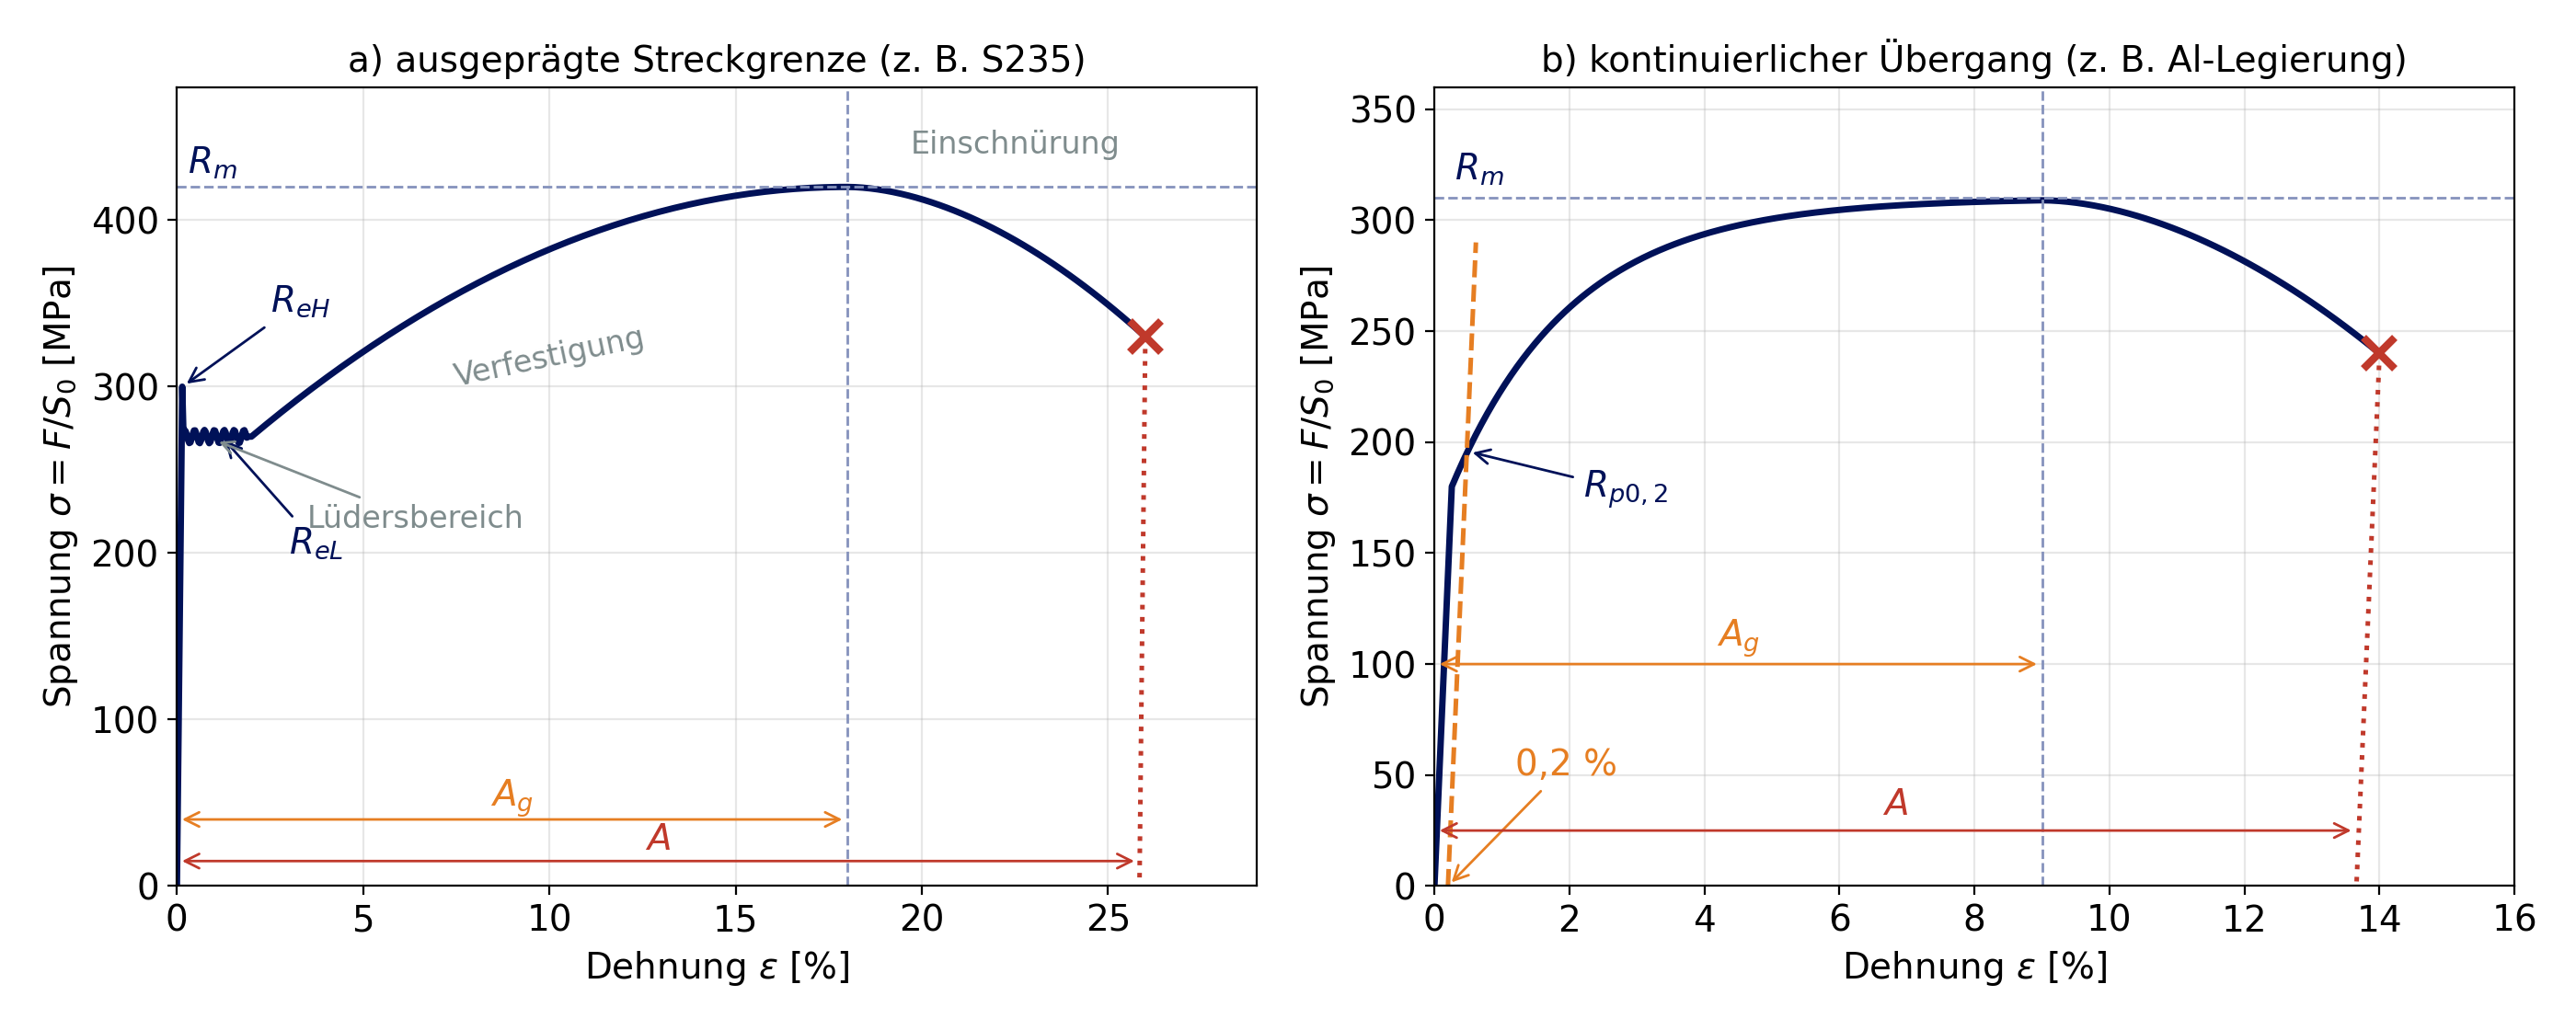 a) ausgeprägte Streckgrenze (z. B. S235)
Spannung σ = F/S₀ [MPa]
400
300
200
100
0
R_m
Einschnürung
R_eH
Verfestigung
Lüdersbereich
R_eL
A_g
A
0 5 10 15 20 25
Dehnung ε [%]
b) kontinuierlicher Übergang (z. B. Al-Legierung)
Spannung σ = F/S₀ [MPa]
350
300
250
200
150
100
50
0
R_m
R_p0,2
A_g
0,2 %
A
0 2 4 6 8 10 12 14 16
Dehnung ε [%]